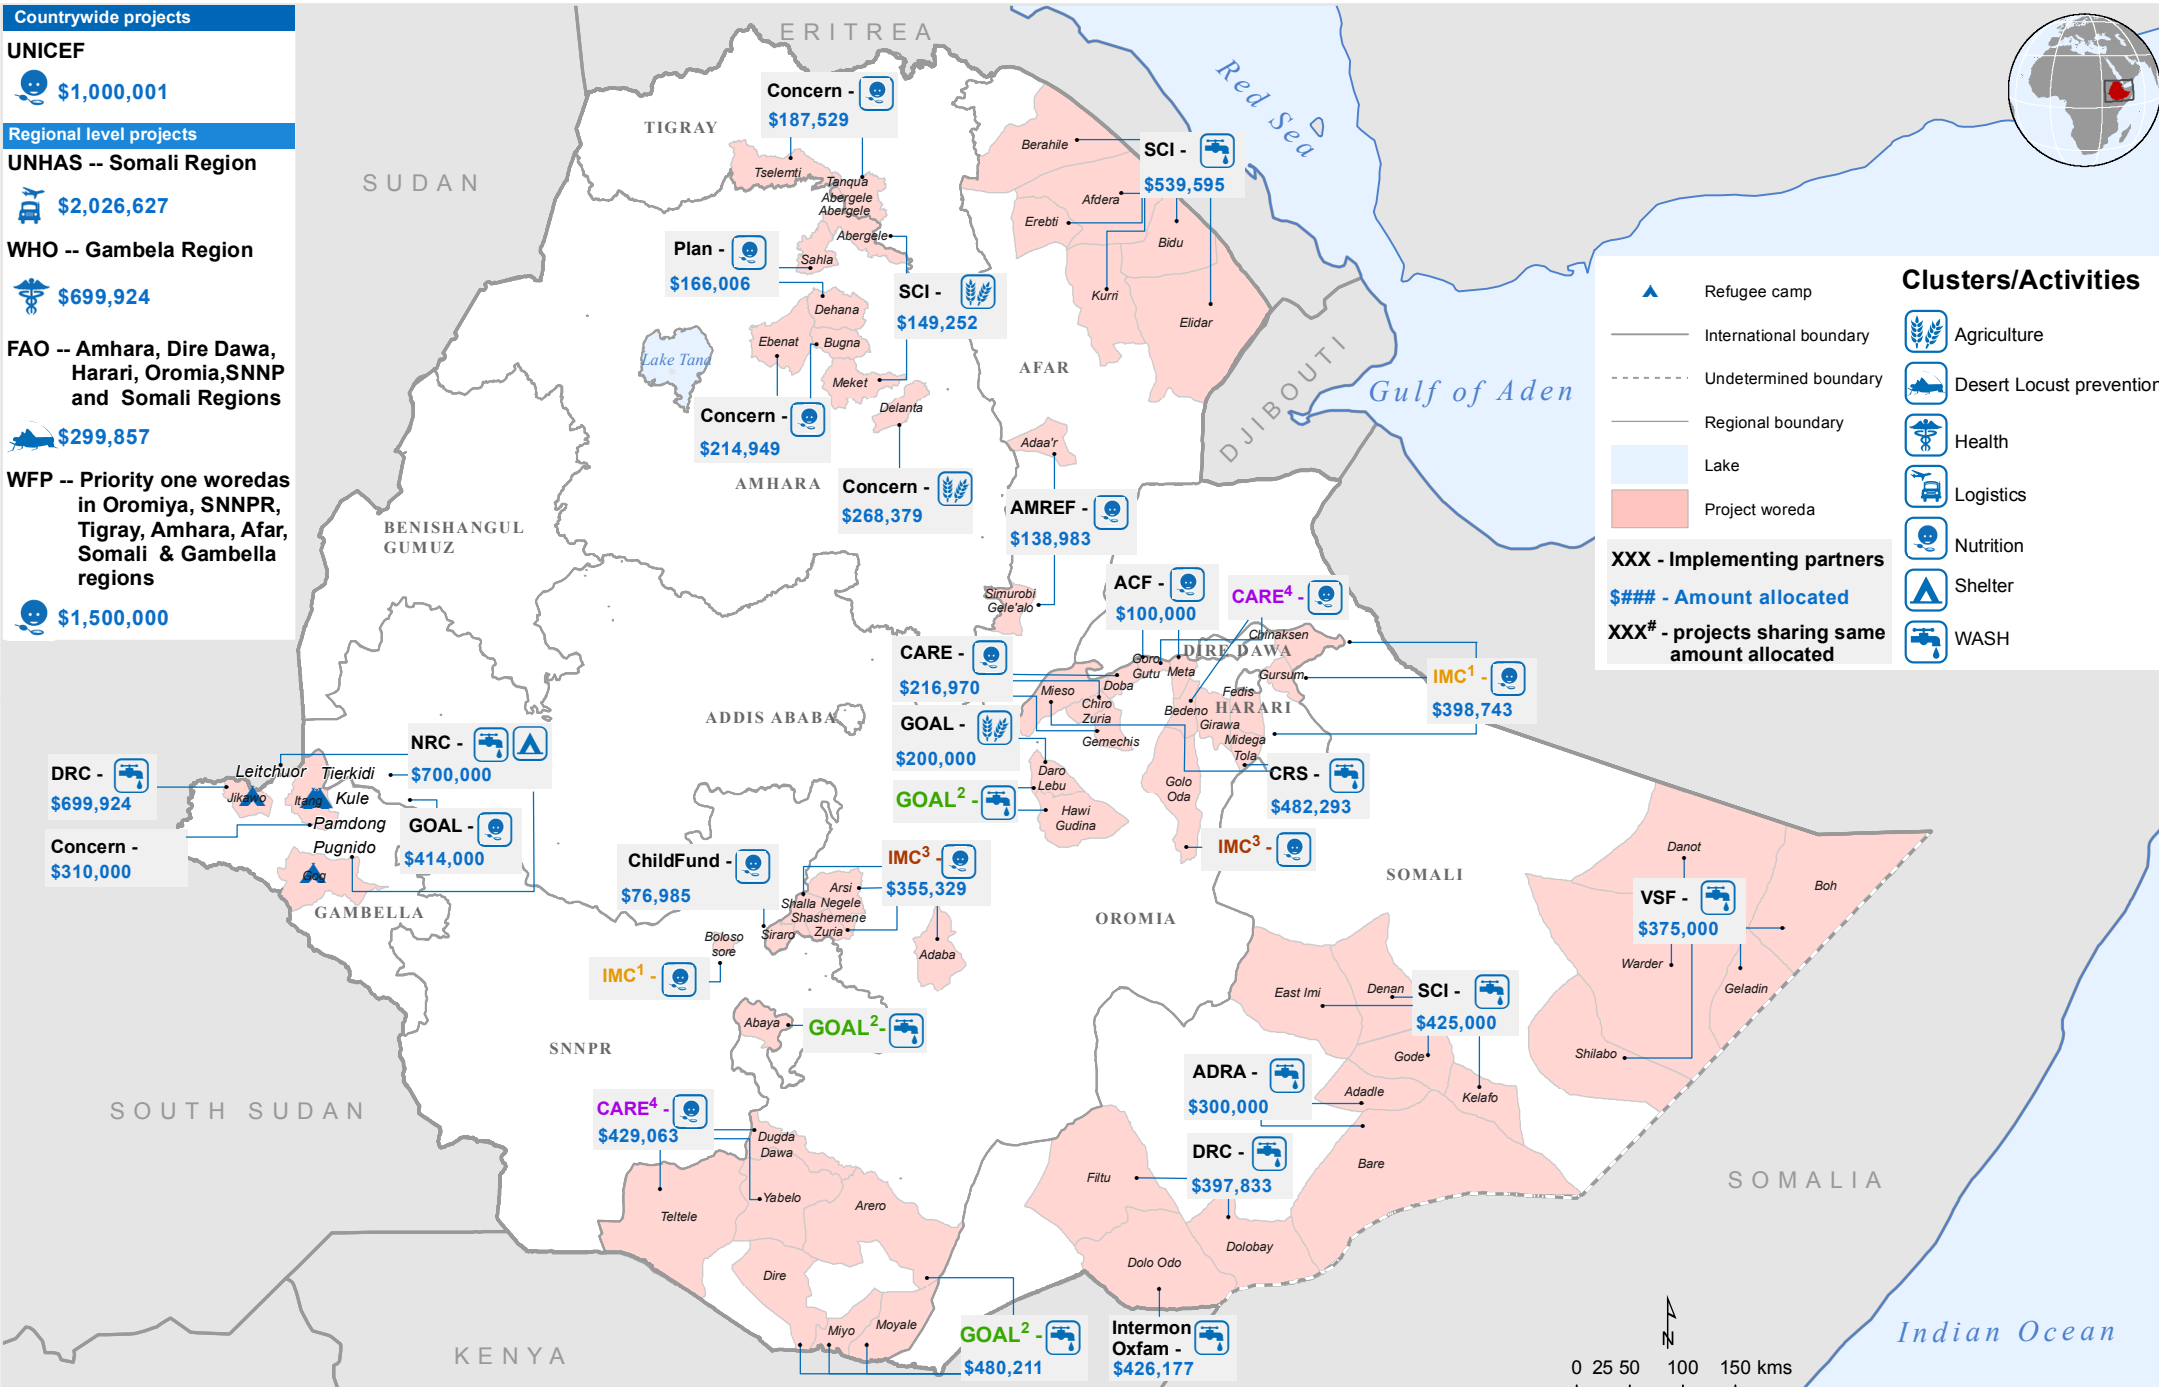 Countrywide projects
UNICEF
$1,000,001
Regional level projects
UNHAS -- Somali Region
$2,026,627
WHO -- Gambela Region
$699,924
FAO -- Amhara, Dire Dawa,
Harari, Oromia,SNNP
and Somali Regions
$299,857
WFP -- Priority one woredas
in Oromiya, SNNPR,
Tigray, Amhara, Afar,
Somali & Gambella
regions
$1,500,000
ERITREA
SUDAN
Red Sea
TIGRAY
Concern -
$187,529
Tselemti
Tanqua
Abergele
Abergele
Abergele
Berahile
SCI -
$539,595
Afdera
Erebti
Bidu
Kurri
Elidar
Plan -
$166,006
Sahla
SCI -
$149,252
Dehana
Ebenat
Bugna
Lake Tana
Meket
AFAR
DJIBOUTI
Gulf of Aden
Concern -
$214,949
Delanta
Adaa'r
AMHARA
Concern -
$268,379
AMREF -
$138,983
BENISHANGUL
GUMUZ
Simurobi
Gele'alo
ACF -
$100,000
CARE4 -
Chinaksen
DIRE DAWA
CARE -
$216,970
Goro
Gutu
Meta
Doba
Gursum
IMC1 -
$398,743
Mieso
Chiro
Zuria
Fedis
Bedeno
HARARI
Girawa
Gemechis
Midega
Tola
ADDIS ABABA
GOAL -
$200,000
CRS -
$482,293
Daro
Lebu
Golo
Oda
GOAL2 -
Hawi
Gudina
IMC3 -
NRC -
$700,000
DRC -
$699,924
Leitchuor
Tierkidi
Jikawo
Itang
Kule
Pamdong
GOAL -
$414,000
Concern -
$310,000
Pugnido
Gog
GAMBELLA
ChildFund -
$76,985
IMC3 -
$355,329
Arsi
Negele
Shalla
Shashemene
Zuria
Siraro
Boloso
sore
Adaba
IMC1 -
OROMIA
SOMALI
Danot
Boh
VSF -
$375,000
Warder
Geladin
Shilabo
East Imi
Denan
SCI -
$425,000
Gode
Kelafo
Abaya
GOAL2-
SNNPR
ADRA -
$300,000
Adadle
Bare
SOUTH SUDAN
CARE4 -
$429,063
Dugda
Dawa
Yabelo
Teltele
Arero
Filtu
DRC -
$397,833
Dolobay
Dolo Odo
Dire
Miyo
Moyale
GOAL2 -
$480,211
Intermon
Oxfam -
$426,177
KENYA
SOMALIA
Indian Ocean
N
0 25 50 100 150 kms
Refugee camp
International boundary
Undetermined boundary
Regional boundary
Lake
Project woreda
XXX - Implementing partners
$### - Amount allocated
XXX# - projects sharing same
amount allocated
Clusters/Activities
Agriculture
Desert Locust prevention
Health
Logistics
Nutrition
Shelter
WASH